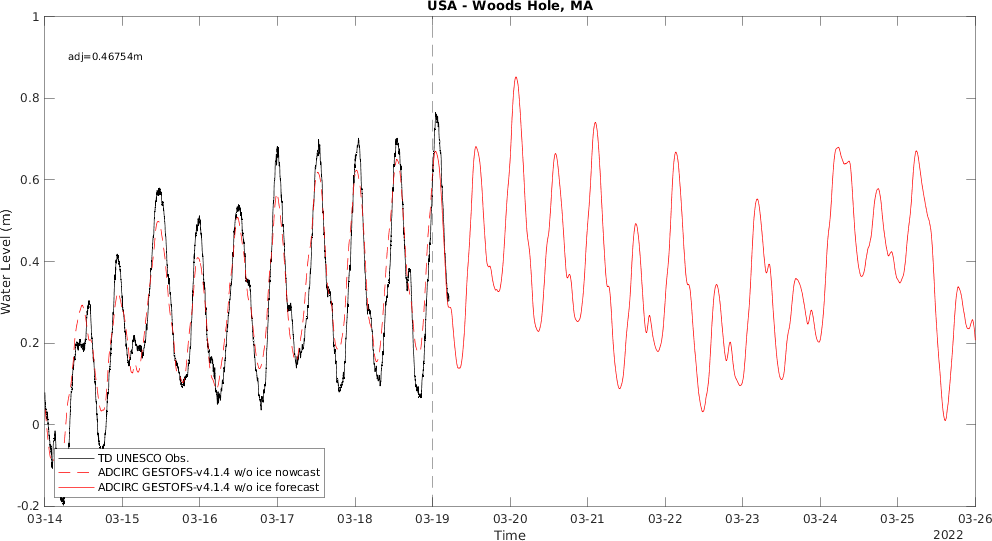 USA - Woods Hole, MA
adj=0.46754m
Water Level (m)
1
0.8
0.6
0.4
0.2
0
-0.2
TD UNESCO Obs.
ADCIRC GESTOFS-v4.1.4 w/o ice nowcast
ADCIRC GESTOFS-v4.1.4 w/o ice forecast
03-14 03-15 03-16 03-17 03-18 03-19 03-20 03-21 03-22 03-23 03-24 03-25 03-26
Time
2022